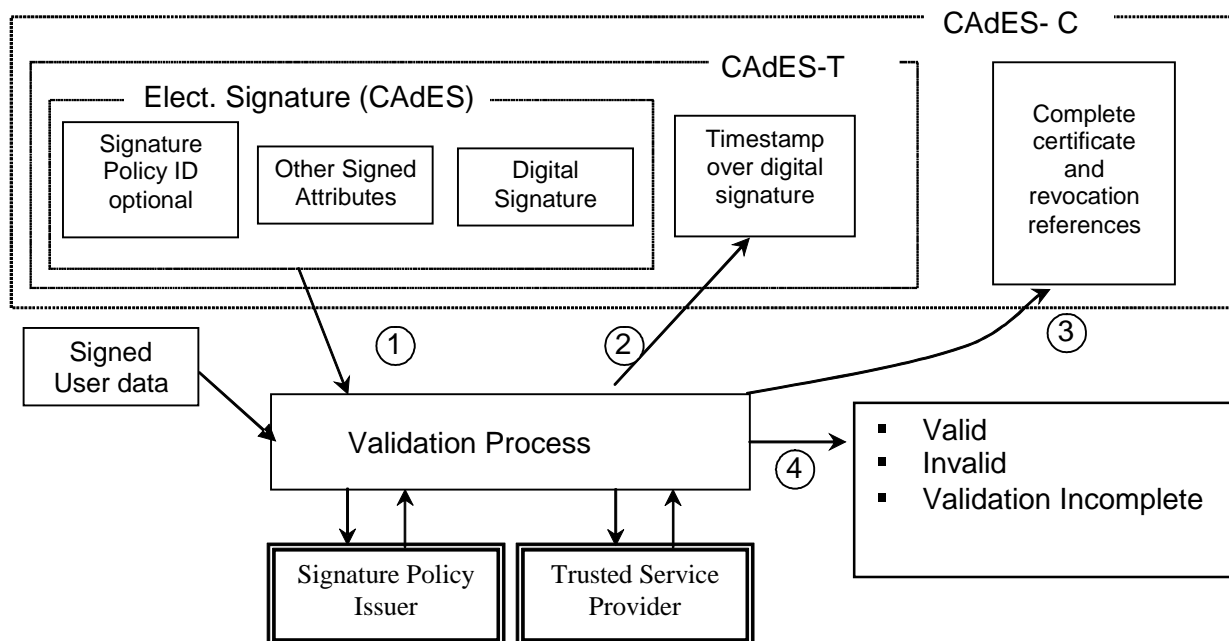 CAdES- C
CAdES-T
Elect. Signature (CAdES)
Signature
Policy ID
optional
Other Signed
Attributes
Digital
Signature
Timestamp
over digital
signature
Complete
certificate
and
revocation
references
1
2
3
Signed
User data
Validation Process
4
▪ Valid
▪ Invalid
▪ Validation Incomplete
Signature Policy
Issuer
Trusted Service
Provider